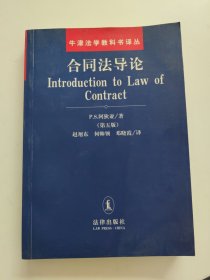 牛津法学教科书译丛
合同法导论
Introduction to Law of
Contract
P.S.阿狄亚/著
(第五版)
赵旭东 何帅领 邓晓霞/译
法律出版社
LAW PRESS·CHINA